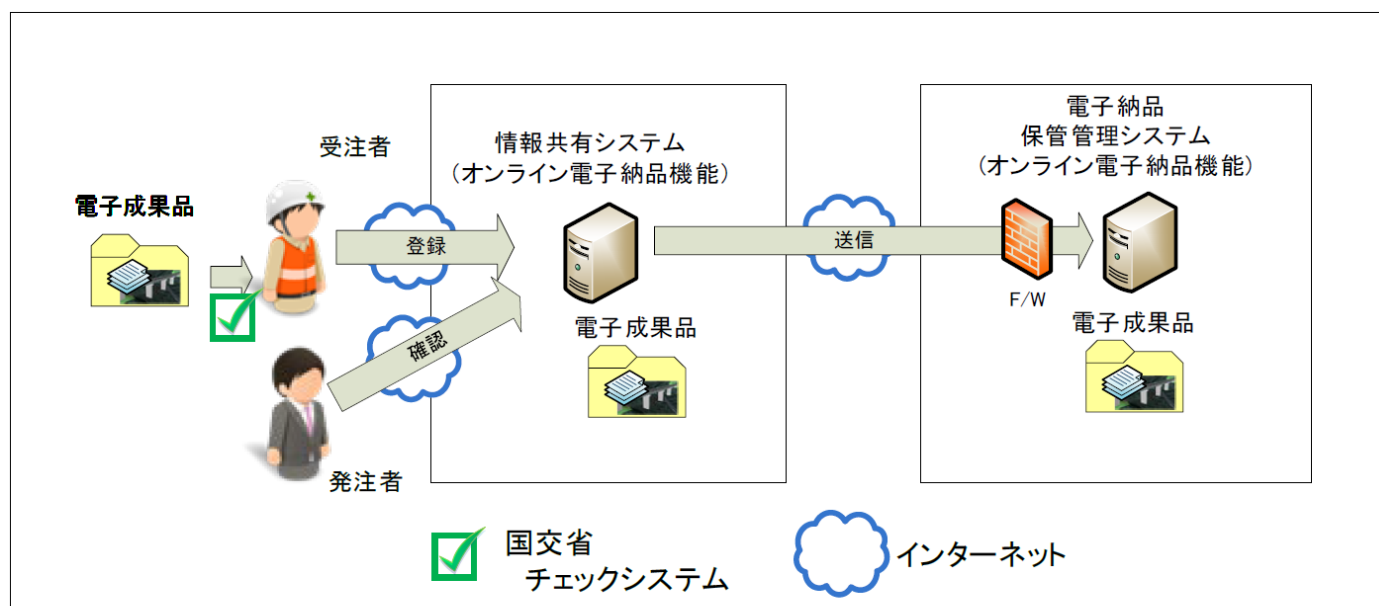 受注者
電子成果品
情報共有システム
(オンライン電子納品機能)
電子納品
保管管理システム
(オンライン電子納品機能)
登録
送信
確認
F/W
電子成果品
電子成果品
発注者
国交省
チェックシステム
インターネット